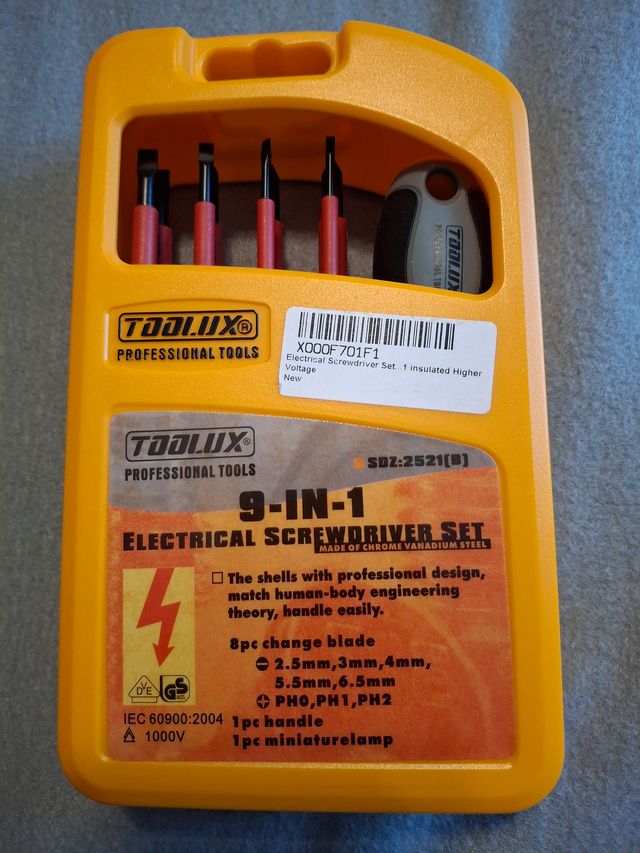 TOOLUX
TOOLUX®
PROFESSIONAL TOOLS
X000F701F1
Electrical Screwdriver Set...1 insulated Higher
Voltage
New
TOOLUX®
PROFESSIONAL TOOLS
SDZ:2521(B)
9-IN-1
ELECTRICAL SCREWDRIVER SET
MADE OF CHROME VANADIUM STEEL
The shells with professional design,
match human-body engineering
theory, handle easily.
8pc change blade
2.5mm,3mm,4mm,
5.5mm,6.5mm
PH0,PH1,PH2
1pc handle
1pc miniaturelamp
VDE GS
IEC 60900:2004
1000V